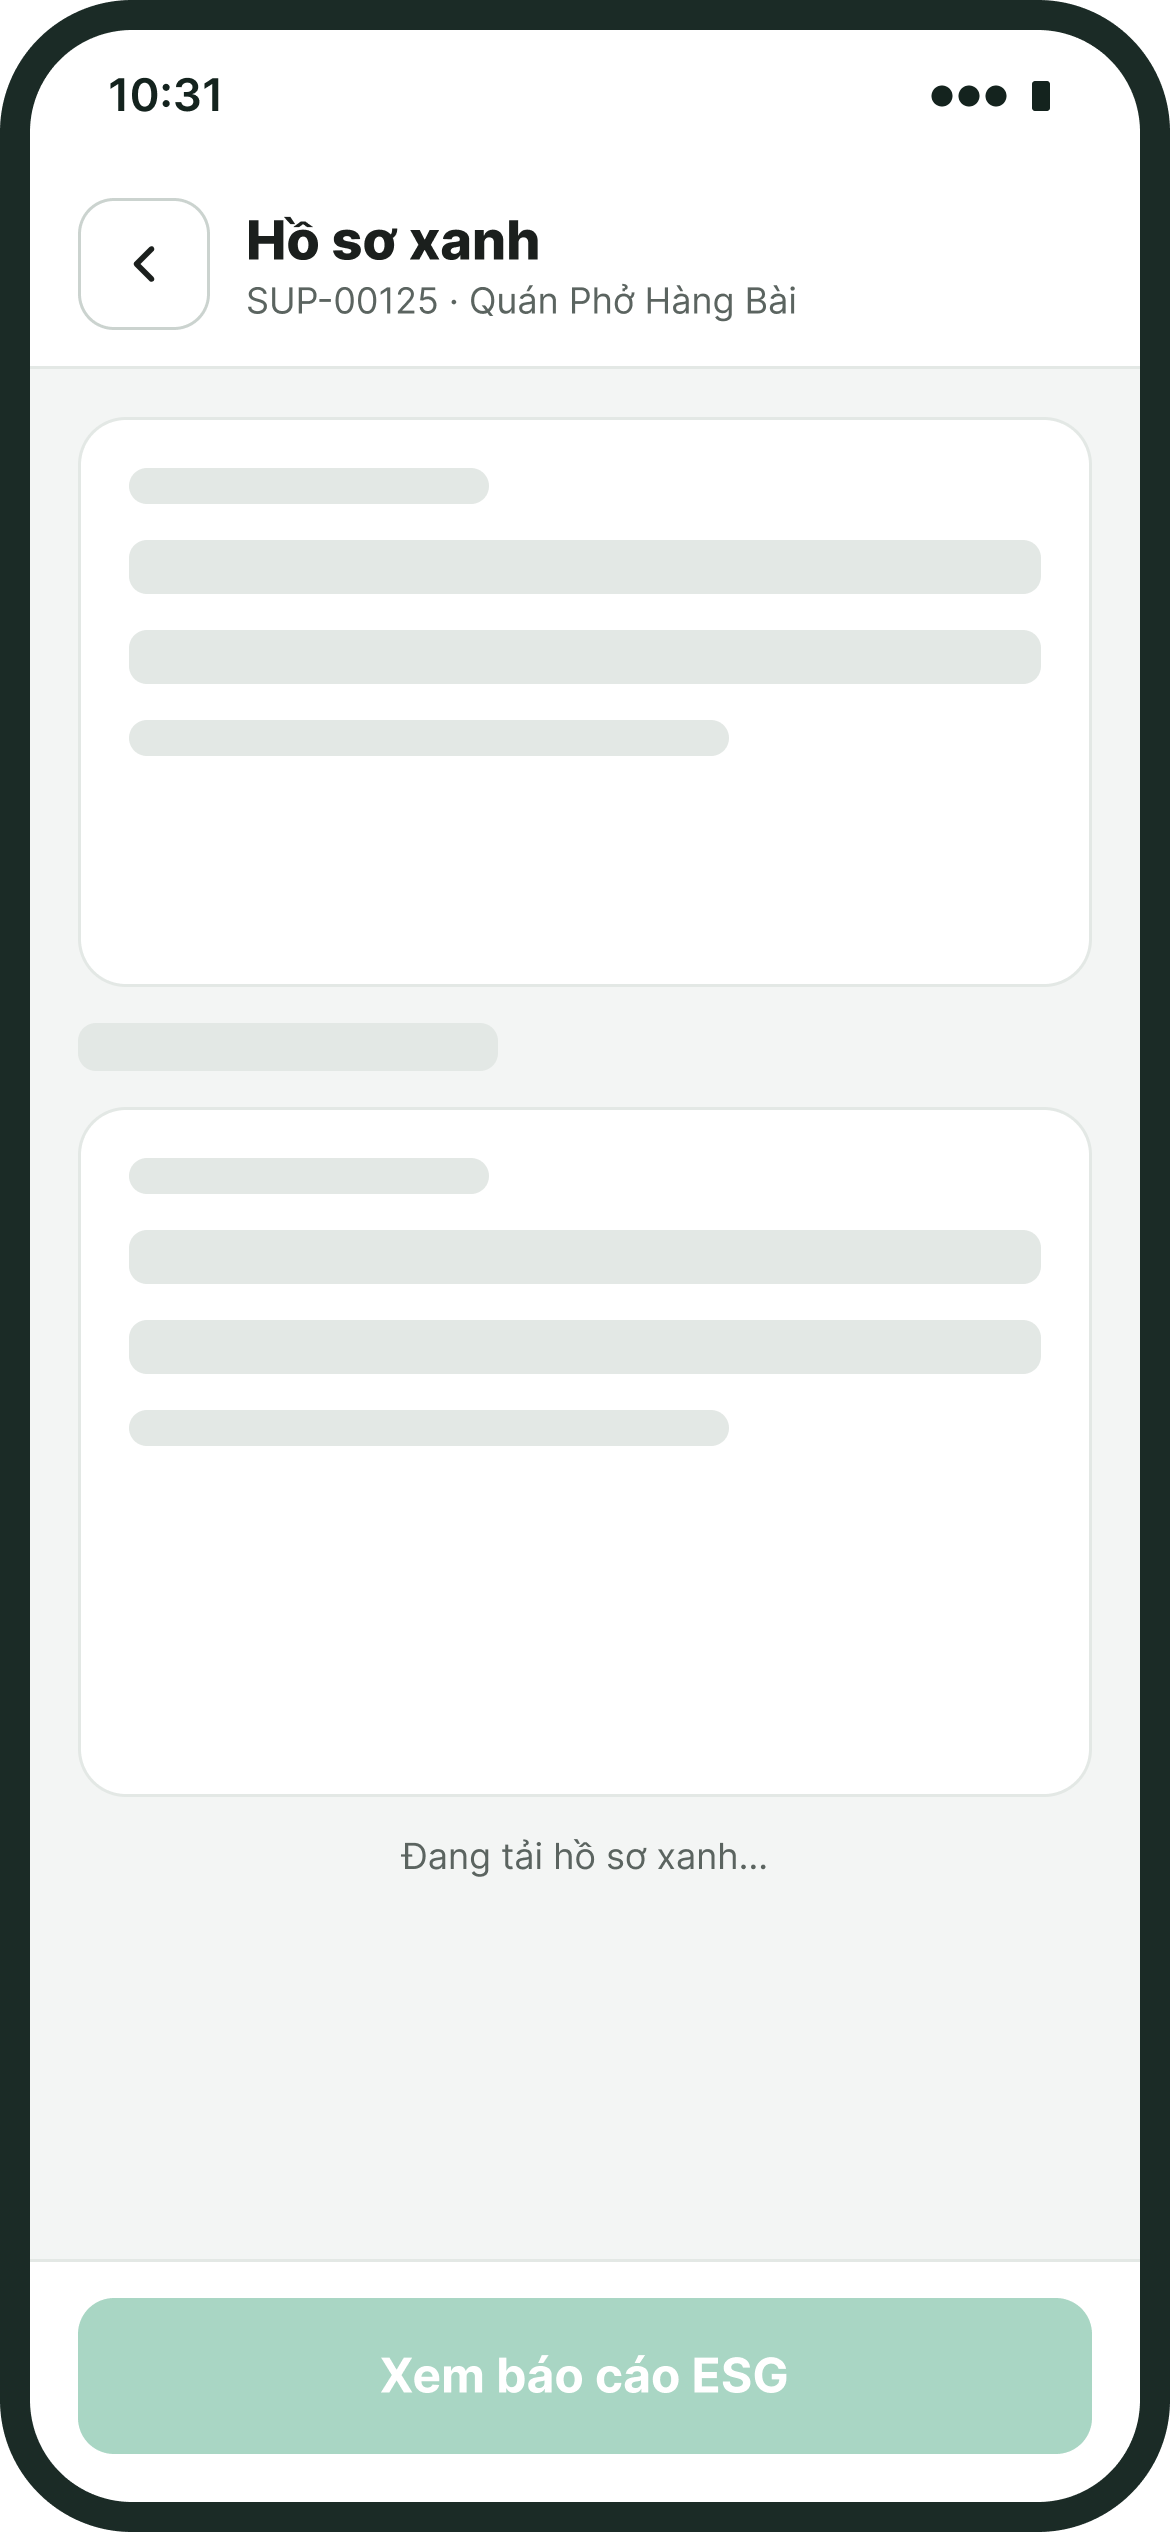 10:31
Hồ sơ xanh
SUP-00125 · Quán Phở Hàng Bài
Đang tải hồ sơ xanh...
Xem báo cáo ESG